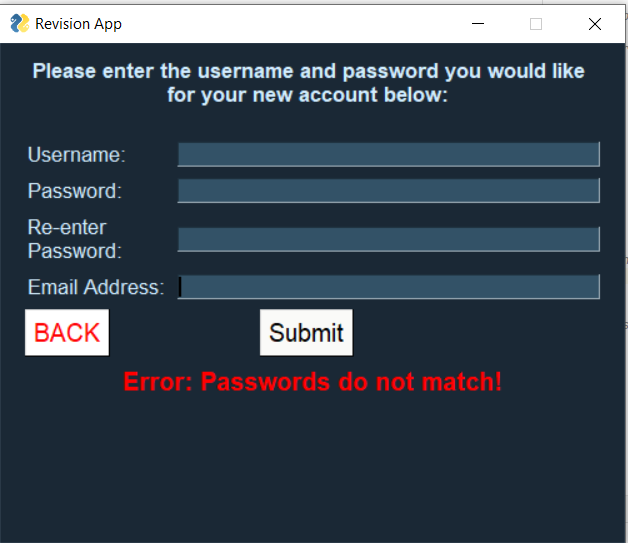 Revision App
Please enter the username and password you would like
for your new account below:
Username:
Password:
Re-enter
Password:
Email Address:
BACK
Submit
Error: Passwords do not match!